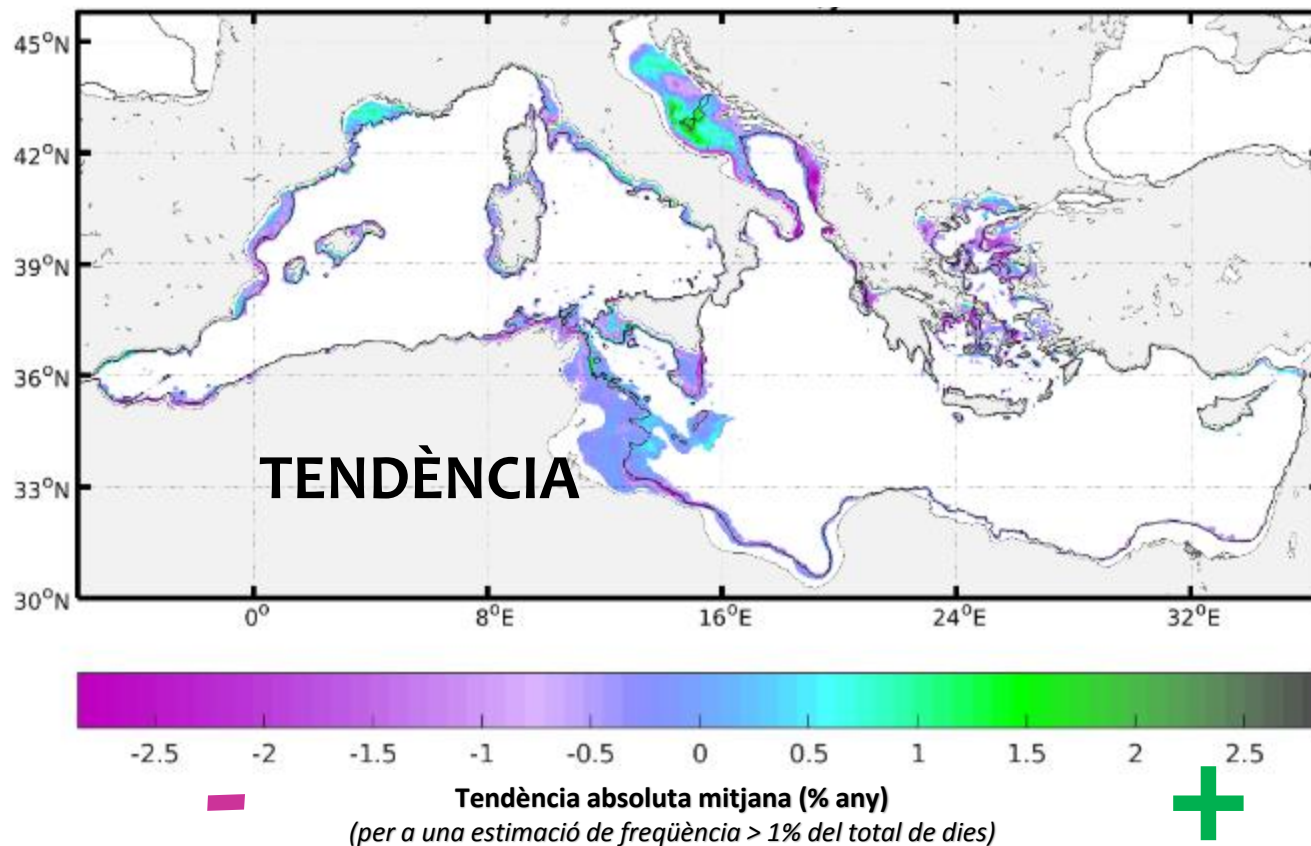 45°N
42°N
39°N
36°N
33°N
30°N
TENDÈNCIA
0° 8°E 16°E 24°E 32°E
-2.5 -2 -1.5 -1 -0.5 0 0.5 1 1.5 2 2.5
- +
Tendència absoluta mitjana (% any)
(per a una estimació de freqüència > 1% del total de dies)